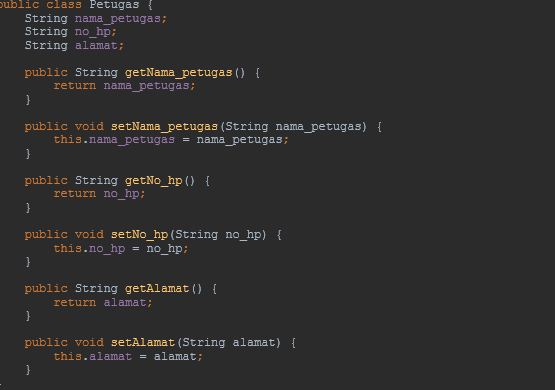 public class Petugas {
    String nama_petugas;
    String no_hp;
    String alamat;

    public String getNama_petugas() {
        return nama_petugas;
    }

    public void setNama_petugas(String nama_petugas) {
        this.nama_petugas = nama_petugas;
    }

    public String getNo_hp() {
        return no_hp;
    }

    public void setNo_hp(String no_hp) {
        this.no_hp = no_hp;
    }

    public String getAlamat() {
        return alamat;
    }

    public void setAlamat(String alamat) {
        this.alamat = alamat;
    }